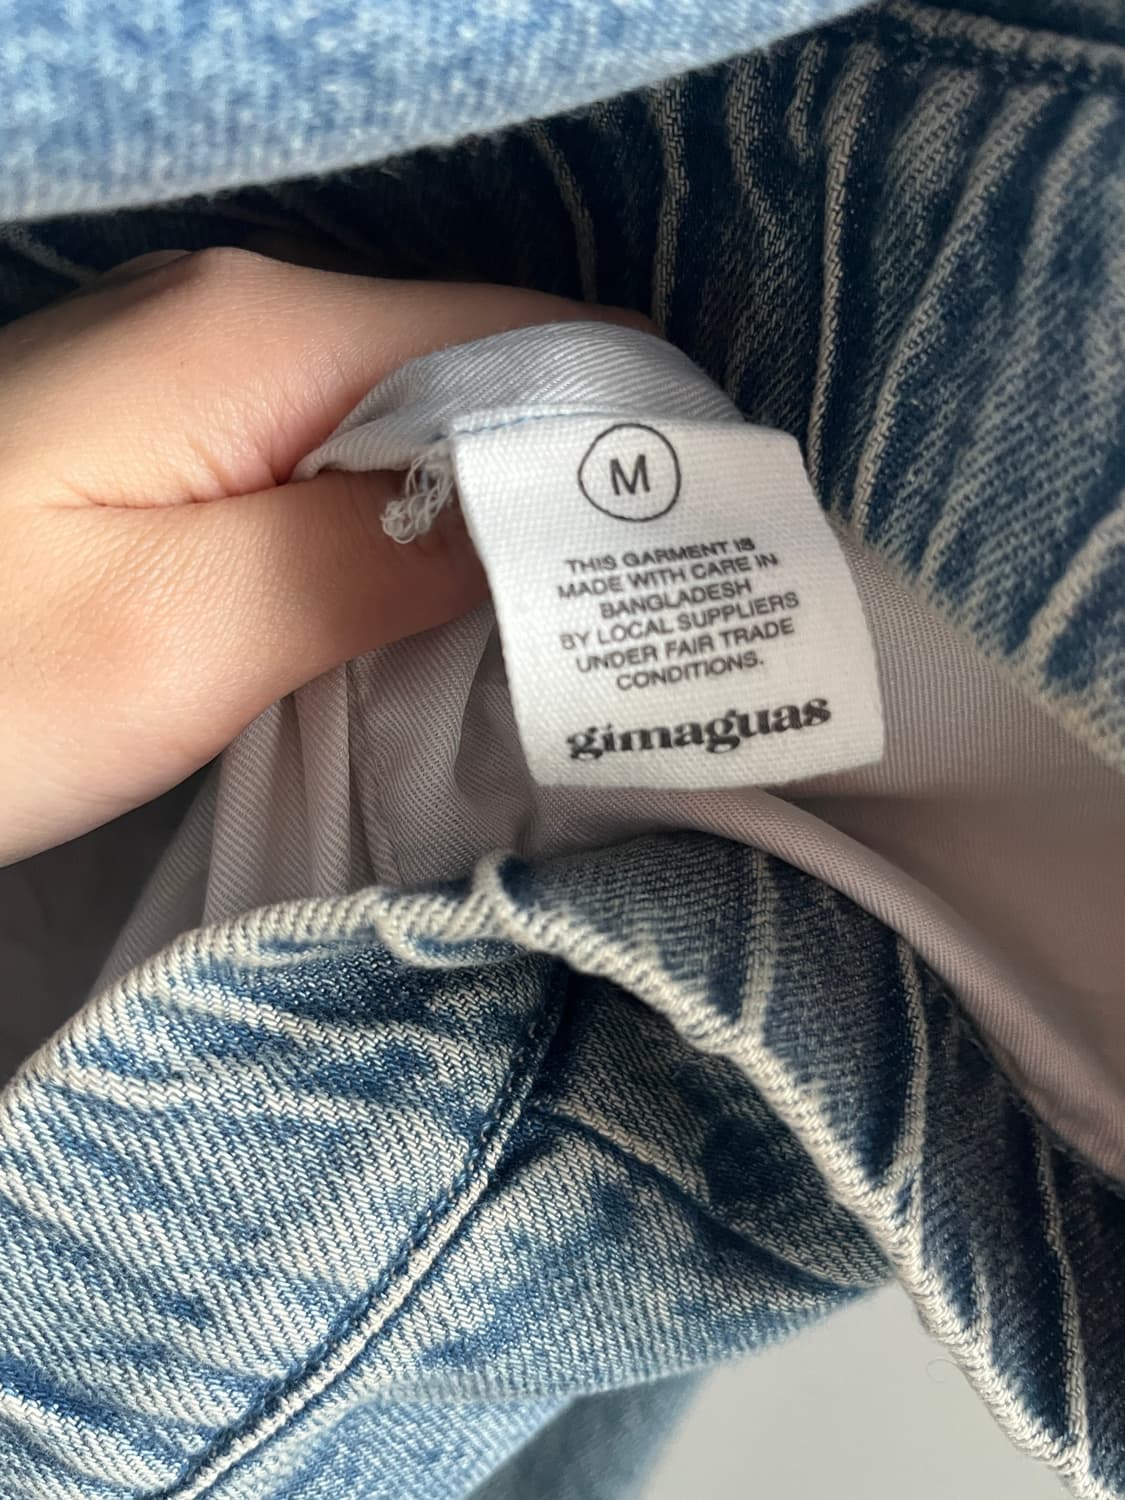 M
THIS GARMENT IS
MADE WITH CARE IN
BANGLADESH
BY LOCAL SUPPLIERS
UNDER FAIR TRADE
CONDITIONS.
gimaguas